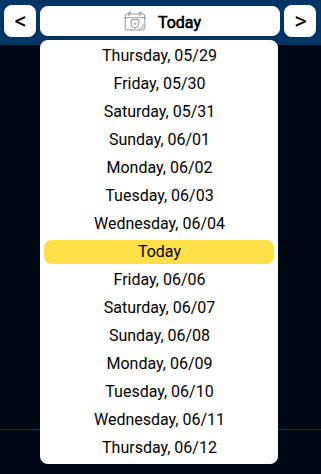 < Today >
Thursday, 05/29
Friday, 05/30
Saturday, 05/31
Sunday, 06/01
Monday, 06/02
Tuesday, 06/03
Wednesday, 06/04
Today
Friday, 06/06
Saturday, 06/07
Sunday, 06/08
Monday, 06/09
Tuesday, 06/10
Wednesday, 06/11
Thursday, 06/12